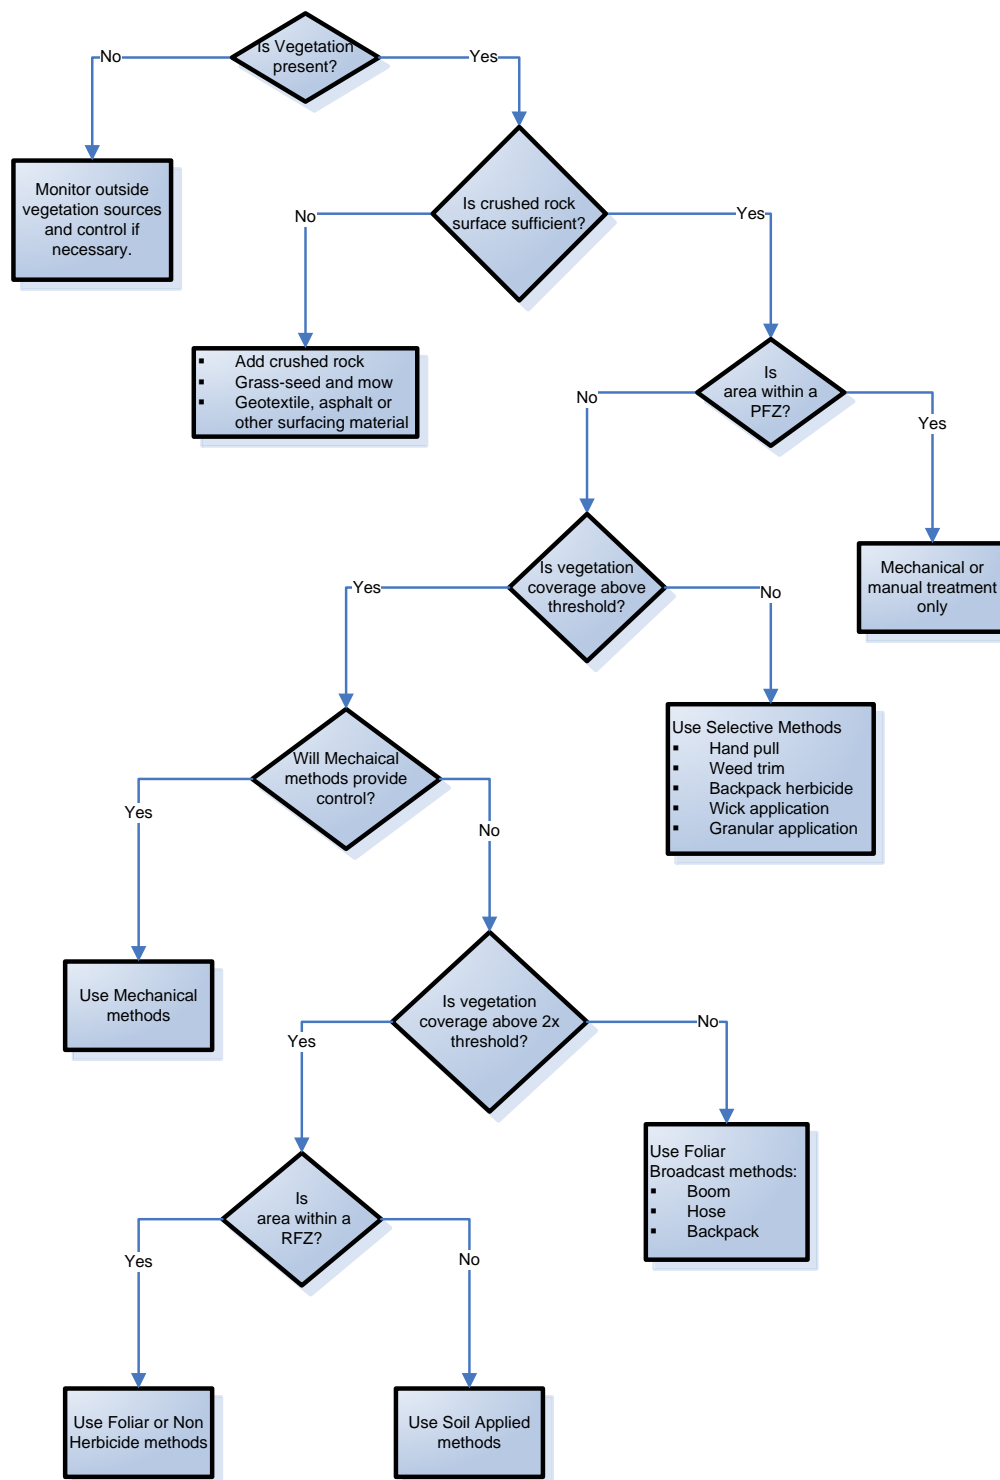 Is Vegetation
present?
No
Yes
Monitor outside
vegetation sources
and control if
necessary.
Is crushed rock
surface sufficient?
No
Yes
▪ Add crushed rock
▪ Grass-seed and mow
▪ Geotextile, asphalt or
other surfacing material
Is
area within a
PFZ?
No
Yes
Mechanical or
manual treatment
only
Is vegetation
coverage above
threshold?
Yes
No
Use Selective Methods
▪ Hand pull
▪ Weed trim
▪ Backpack herbicide
▪ Wick application
▪ Granular application
Will Mechaical
methods provide
control?
Yes
No
Use Mechanical
methods
Is vegetation
coverage above 2x
threshold?
Yes
No
Use Foliar
Broadcast methods:
▪ Boom
▪ Hose
▪ Backpack
Is
area within a
RFZ?
Yes
No
Use Foliar or Non
Herbicide methods
Use Soil Applied
methods